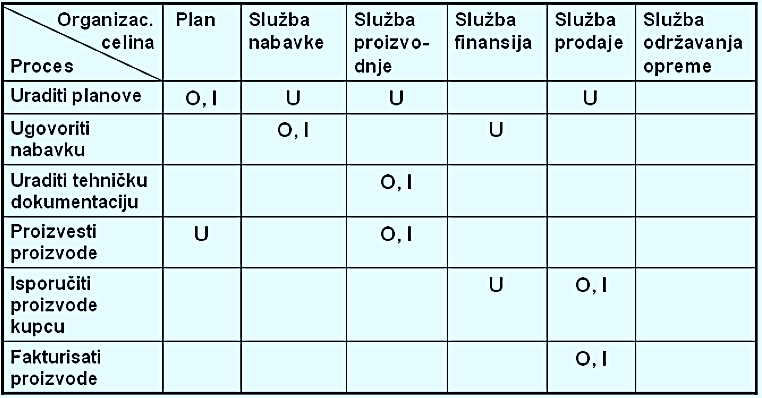 Organizac. celina Proces | Plan | Služba nabavke | Služba proizvo-dnje | Služba finansija | Služba prodaje | Služba održavanja opreme
Uraditi planove | O, I | U | U | | U |
Ugovoriti nabavku | | O, I | | U | |
Uraditi tehničku dokumentaciju | | | O, I | | |
Proizvesti proizvode | U | | O, I | | |
Isporučiti proizvode kupcu | | | | U | O, I |
Fakturisati proizvode | | | | | O, I |